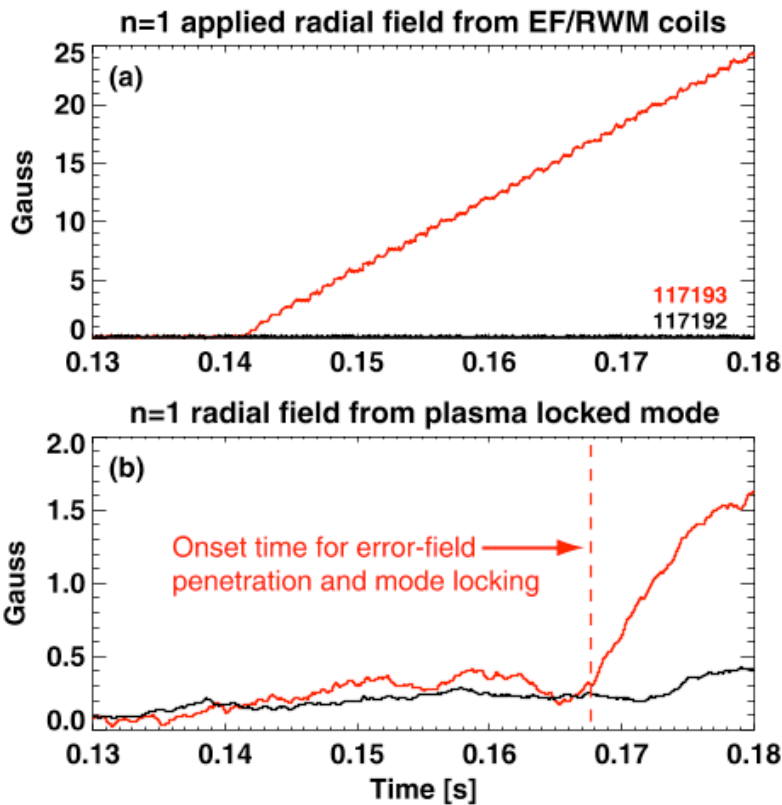 n=1 applied radial field from EF/RWM coils
25
(a)
20
15
10
5
0
Gauss
117193
117192
0.13 0.14 0.15 0.16 0.17 0.18
n=1 radial field from plasma locked mode
2.0
(b)
1.5
1.0
0.5
0.0
Gauss
Onset time for error-field
penetration and mode locking
0.13 0.14 0.15 0.16 0.17 0.18
Time [s]